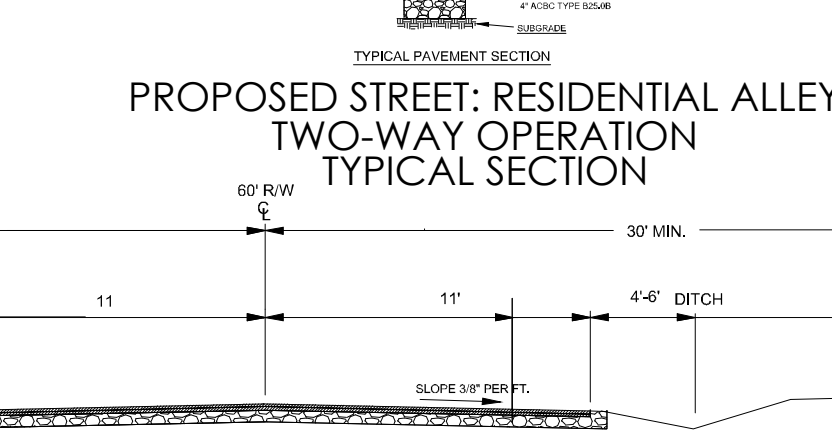 4" ACBC TYPE B25.0B
SUBGRADE
TYPICAL PAVEMENT SECTION
PROPOSED STREET: RESIDENTIAL ALLEY
TWO-WAY OPERATION
TYPICAL SECTION
60' R/W
℄
30' MIN.
11
11'
4'-6' DITCH
SLOPE 3/8" PER FT.